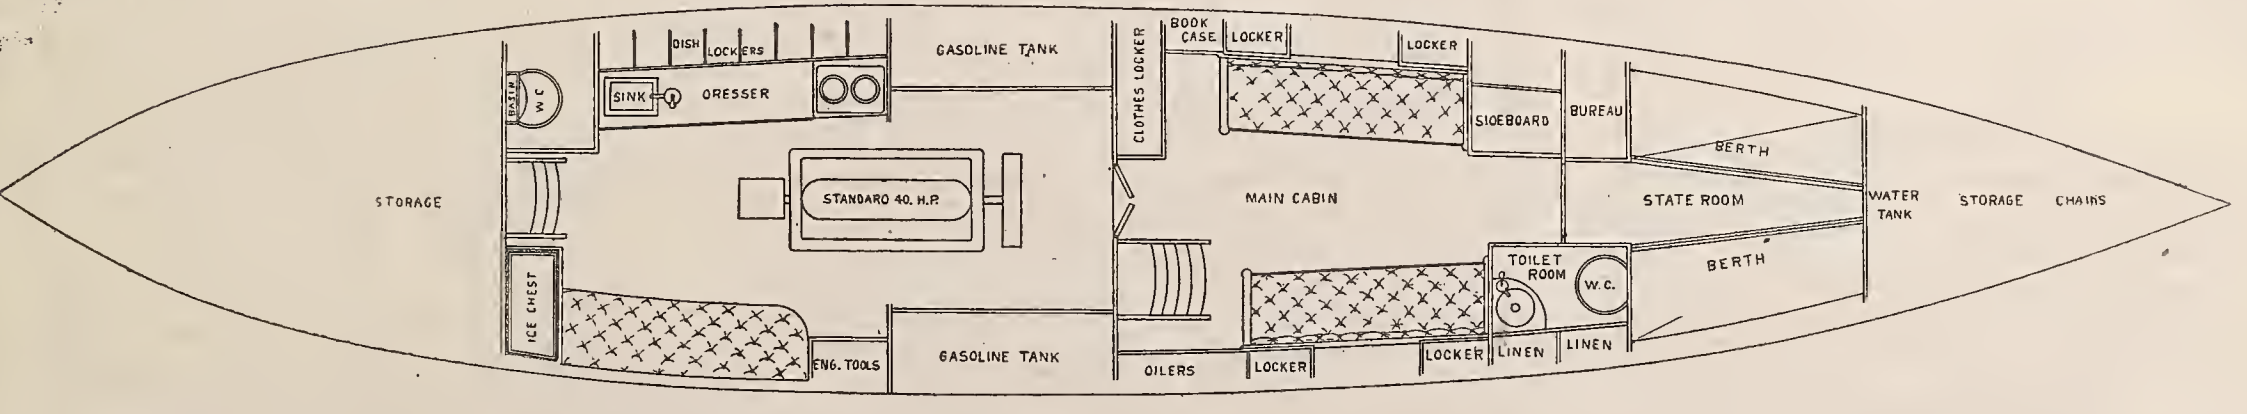 STORAGE
BASIN
W C
ICE CHEST
DISH LOCKERS
SINK
DRESSER
STANDARD 40. H.P.
ENG. TOOLS
GASOLINE TANK
GASOLINE TANK
CLOTHES LOCKER
BOOK
CASE
LOCKER
LOCKER
SIDEBOARD
BUREAU
MAIN CABIN
OILERS
LOCKER
LOCKER
TOILET
ROOM
W.C.
LINEN
LINEN
BERTH
STATE ROOM
BERTH
WATER
TANK
STORAGE CHAINS